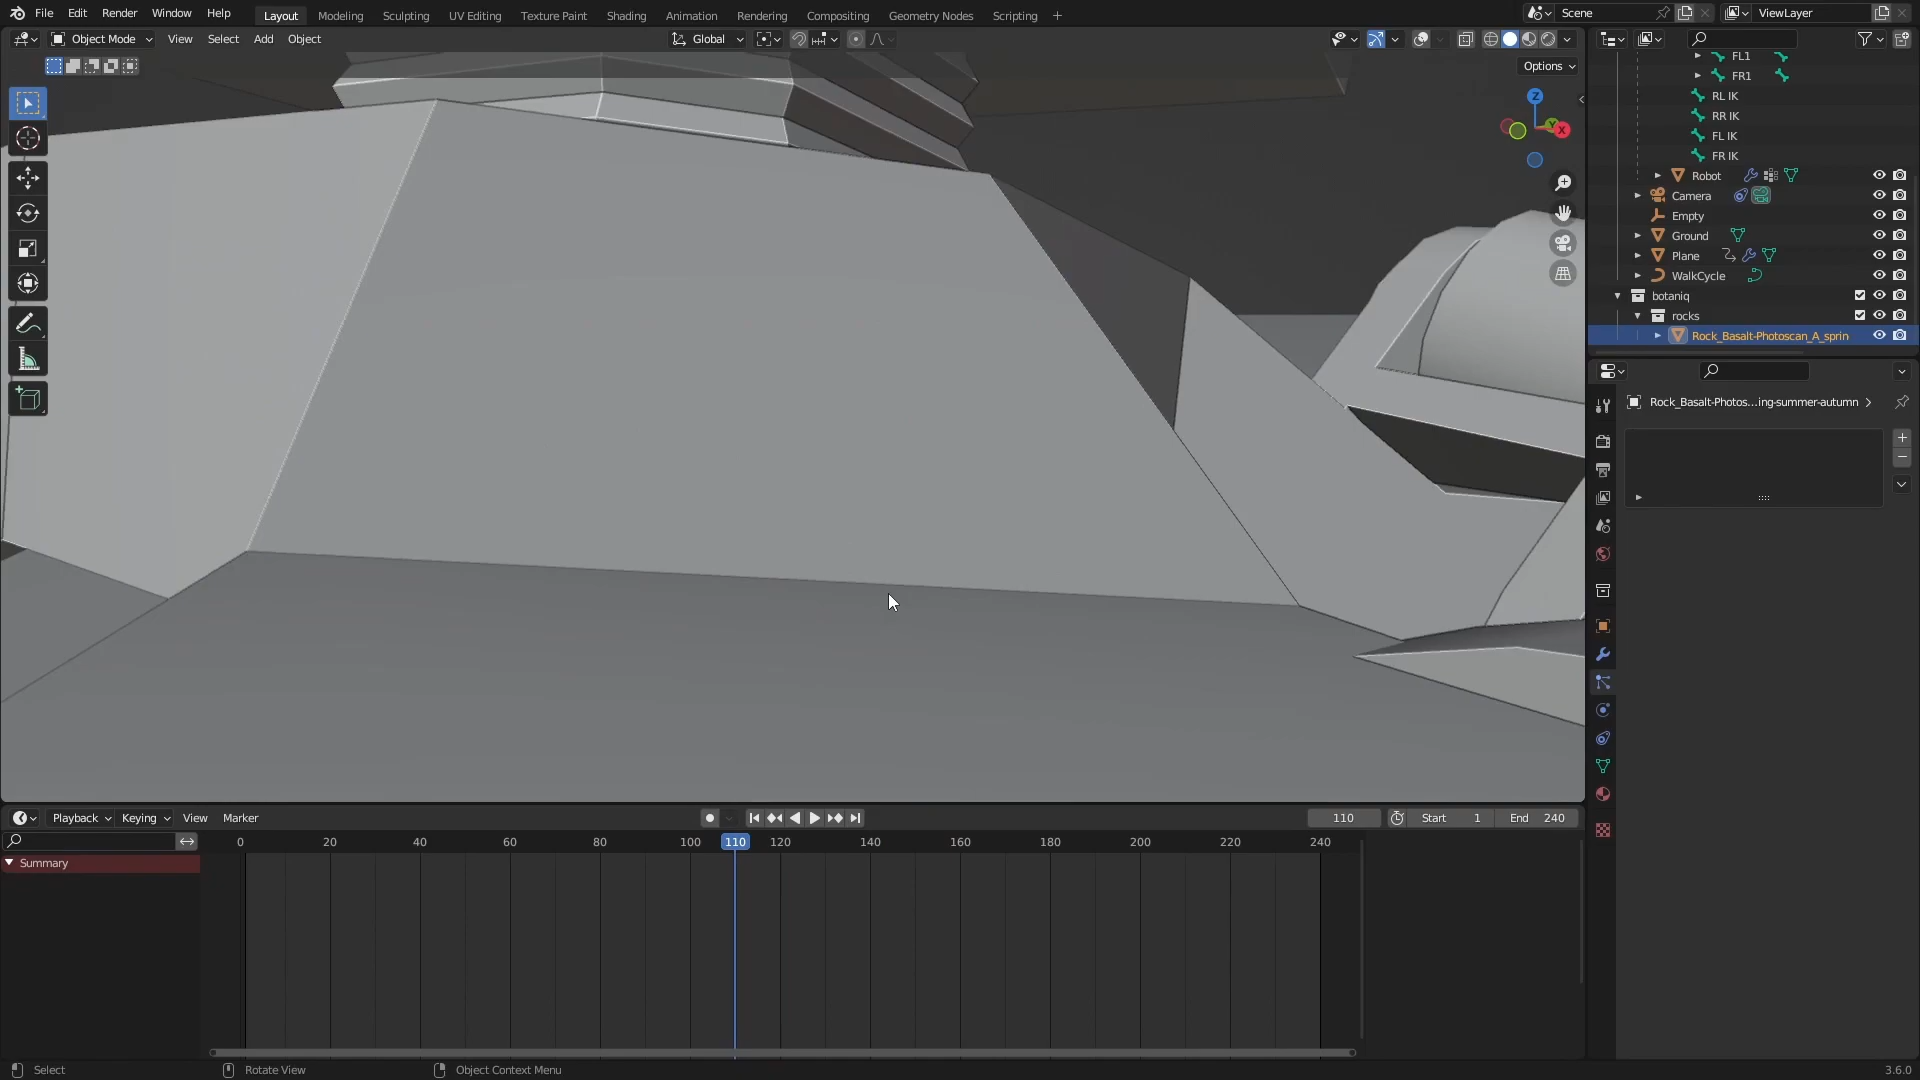 File Edit Render Window Help Layout Modeling Sculpting UV Editing Texture Paint Shading Animation Rendering Compositing Geometry Nodes Scripting + Scene ViewLayer
Object Mode View Select Add Object Global
Options
Z
Y
X
FL1
FR1
RL IK
RR IK
FL IK
FR IK
Robot
Camera
Empty
Ground
Plane
WalkCycle
botaniq
rocks
Rock_Basalt-Photoscan_A_sprin
Rock_Basalt-Photos...ing-summer-autumn
Playback Keying View Marker 110 Start 1 End 240
0 20 40 60 80 100 110 120 140 160 180 200 220 240
Summary
Select Rotate View Object Context Menu 3.6.0